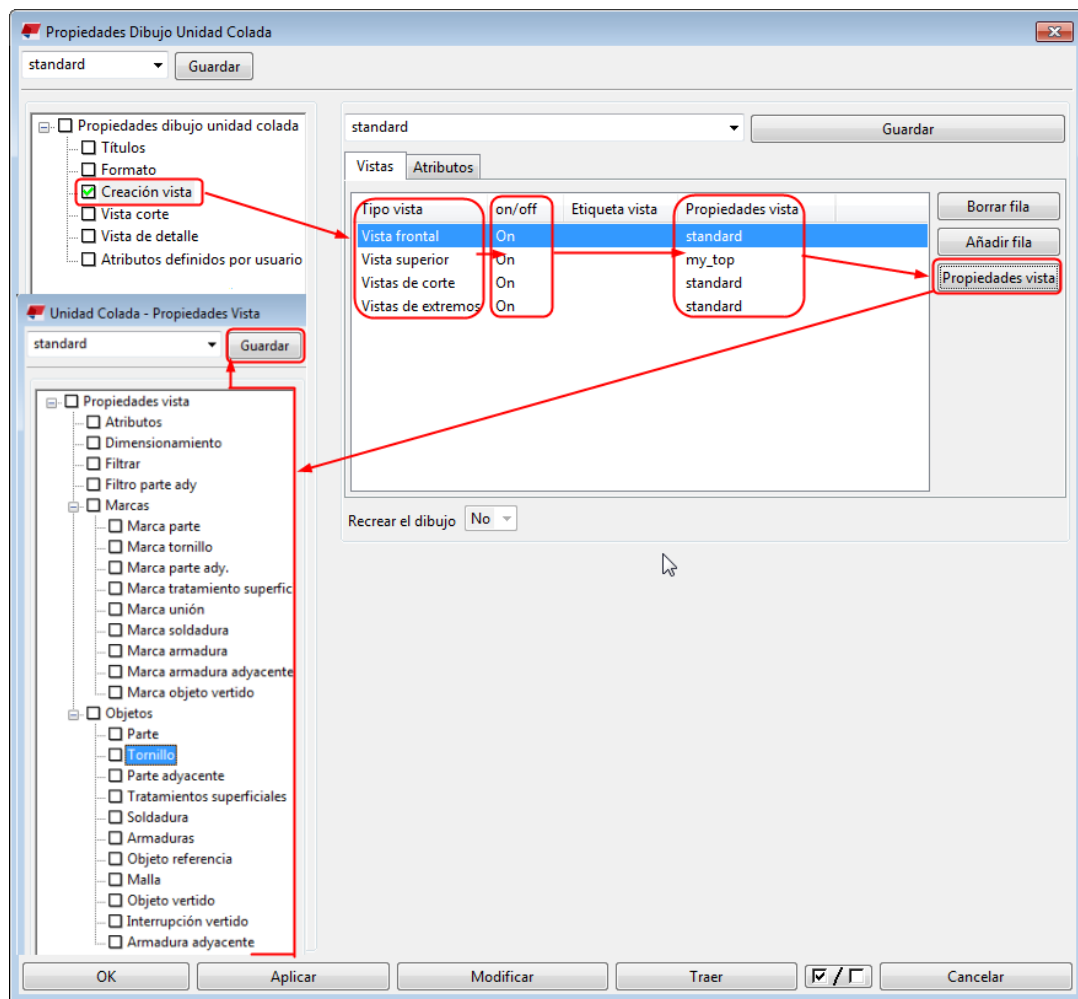 Propiedades Dibujo Unidad Colada
standard
Guardar
Propiedades dibujo unidad colada
Títulos
Formato
Creación vista
Vista corte
Vista de detalle
Atributos definidos por usuario
standard
Guardar
Vistas
Atributos
Tipo vista on/off Etiqueta vista Propiedades vista
Vista frontal On standard
Vista superior On my_top
Vistas de corte On standard
Vistas de extremos On standard
Borrar fila
Añadir fila
Propiedades vista
Recrear el dibujo No
Unidad Colada - Propiedades Vista
standard
Guardar
Propiedades vista
Atributos
Dimensionamiento
Filtrar
Filtro parte ady
Marcas
Marca parte
Marca tornillo
Marca parte ady.
Marca tratamiento superfic
Marca unión
Marca soldadura
Marca armadura
Marca armadura adyacente
Marca objeto vertido
Objetos
Parte
Tornillo
Parte adyacente
Tratamientos superficiales
Soldadura
Armaduras
Objeto referencia
Malla
Objeto vertido
Interrupción vertido
Armadura adyacente
OK
Aplicar
Modificar
Traer
/
Cancelar